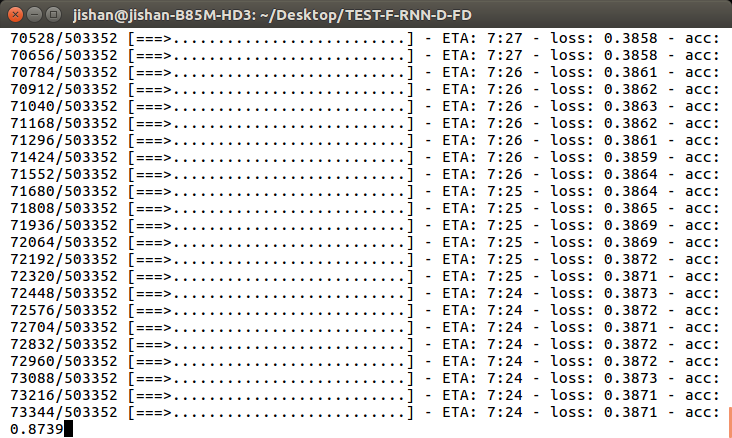 jishan@jishan-B85M-HD3: ~/Desktop/TEST-F-RNN-D-FD
70528/503352 [===>..........................] - ETA: 7:27 - loss: 0.3858 - acc:
70656/503352 [===>..........................] - ETA: 7:27 - loss: 0.3858 - acc:
70784/503352 [===>..........................] - ETA: 7:26 - loss: 0.3861 - acc:
70912/503352 [===>..........................] - ETA: 7:26 - loss: 0.3862 - acc:
71040/503352 [===>..........................] - ETA: 7:26 - loss: 0.3863 - acc:
71168/503352 [===>..........................] - ETA: 7:26 - loss: 0.3862 - acc:
71296/503352 [===>..........................] - ETA: 7:26 - loss: 0.3861 - acc:
71424/503352 [===>..........................] - ETA: 7:26 - loss: 0.3859 - acc:
71552/503352 [===>..........................] - ETA: 7:26 - loss: 0.3864 - acc:
71680/503352 [===>..........................] - ETA: 7:25 - loss: 0.3864 - acc:
71808/503352 [===>..........................] - ETA: 7:25 - loss: 0.3865 - acc:
71936/503352 [===>..........................] - ETA: 7:25 - loss: 0.3869 - acc:
72064/503352 [===>..........................] - ETA: 7:25 - loss: 0.3869 - acc:
72192/503352 [===>..........................] - ETA: 7:25 - loss: 0.3872 - acc:
72320/503352 [===>..........................] - ETA: 7:25 - loss: 0.3871 - acc:
72448/503352 [===>..........................] - ETA: 7:24 - loss: 0.3873 - acc:
72576/503352 [===>..........................] - ETA: 7:24 - loss: 0.3872 - acc:
72704/503352 [===>..........................] - ETA: 7:24 - loss: 0.3871 - acc:
72832/503352 [===>..........................] - ETA: 7:24 - loss: 0.3872 - acc:
72960/503352 [===>..........................] - ETA: 7:24 - loss: 0.3872 - acc:
73088/503352 [===>..........................] - ETA: 7:24 - loss: 0.3873 - acc:
73216/503352 [===>..........................] - ETA: 7:24 - loss: 0.3871 - acc:
73344/503352 [===>..........................] - ETA: 7:24 - loss: 0.3871 - acc:
0.8739